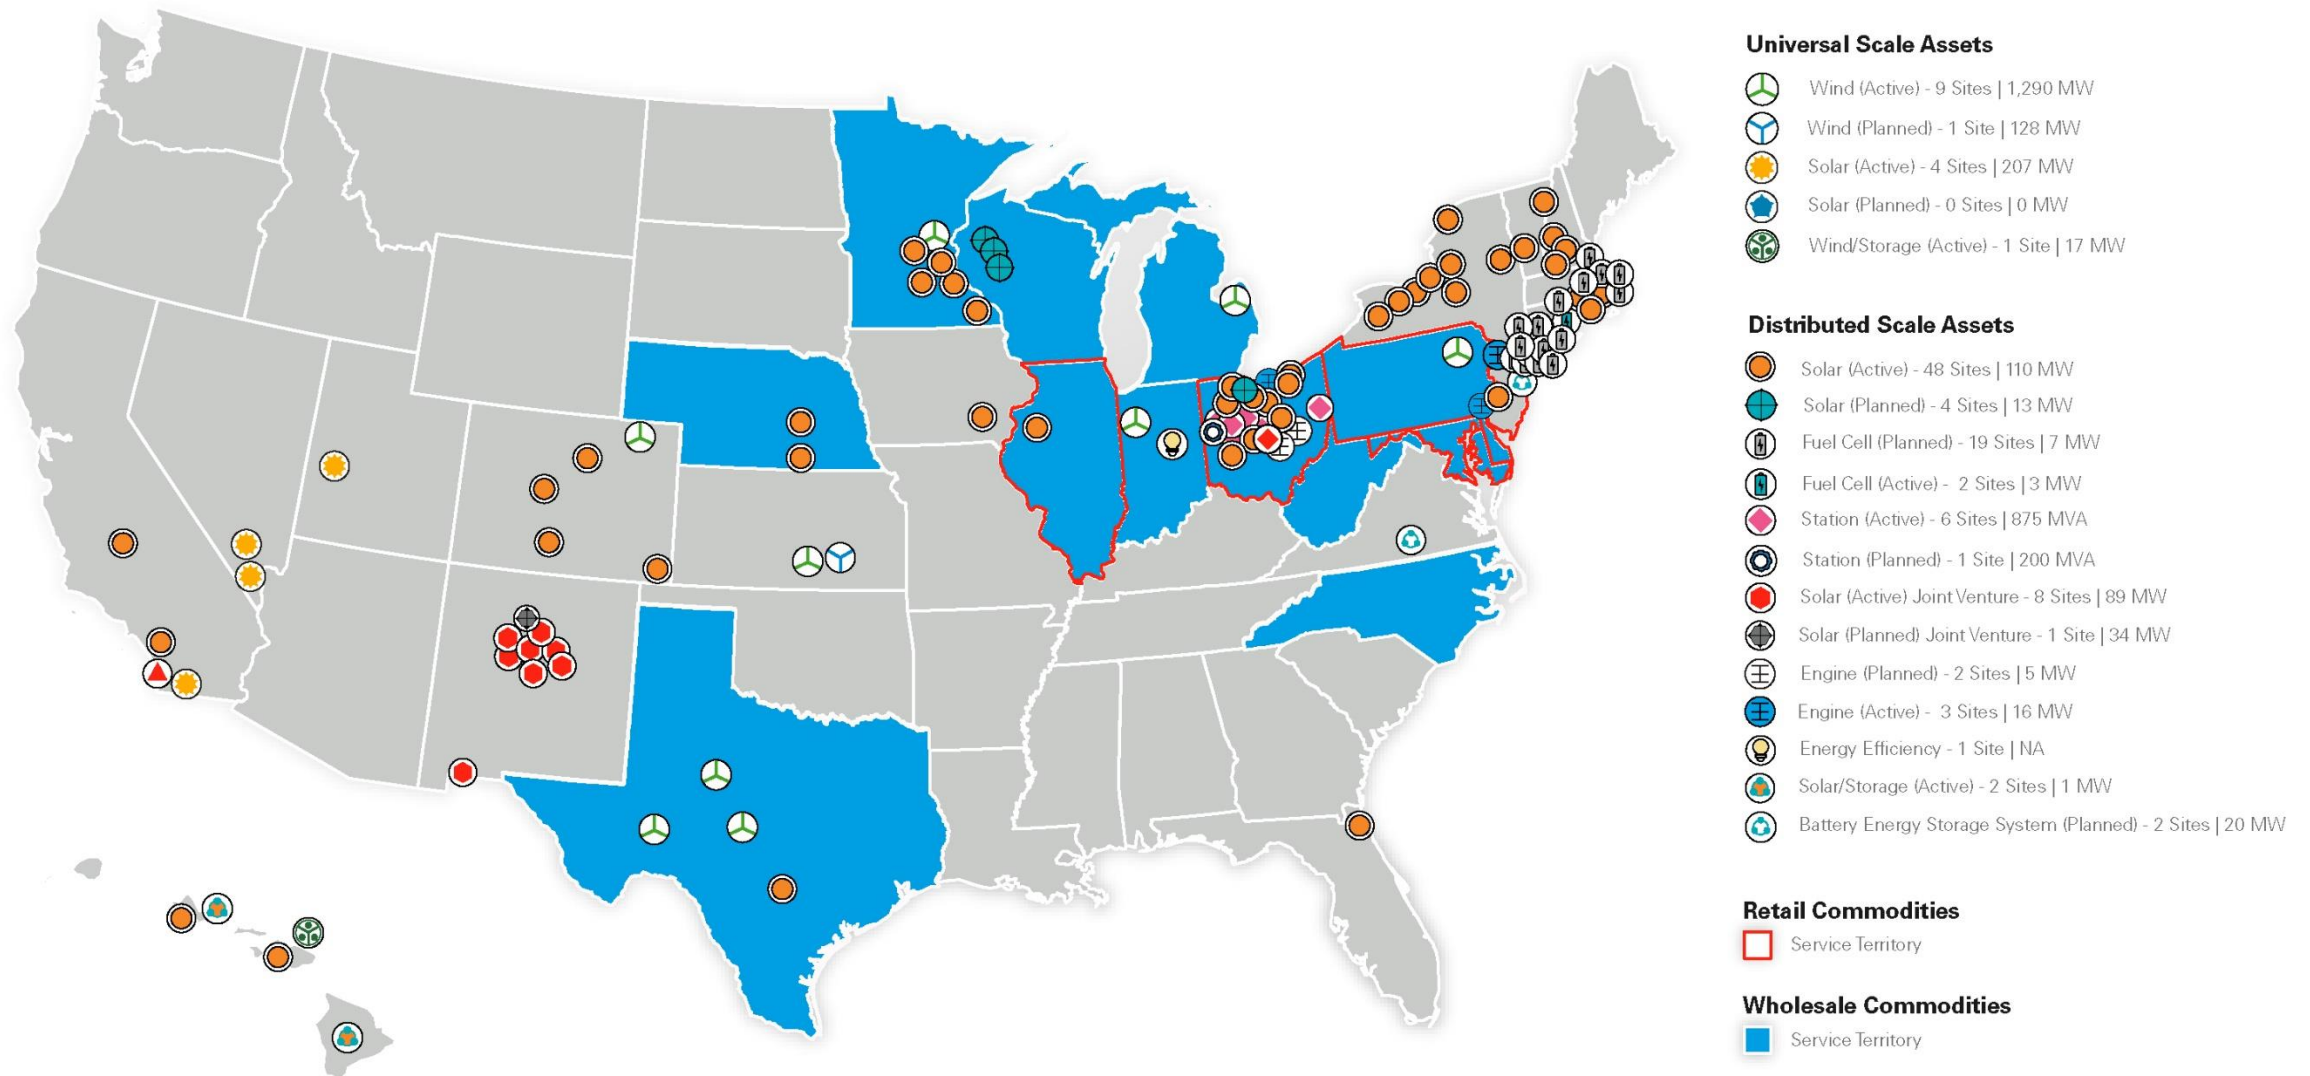 Universal Scale Assets
Wind (Active) - 9 Sites | 1,290 MW
Wind (Planned) - 1 Site | 128 MW
Solar (Active) - 4 Sites | 207 MW
Solar (Planned) - 0 Sites | 0 MW
Wind/Storage (Active) - 1 Site | 17 MW
Distributed Scale Assets
Solar (Active) - 48 Sites | 110 MW
Solar (Planned) - 4 Sites | 13 MW
Fuel Cell (Planned) - 19 Sites | 7 MW
Fuel Cell (Active) - 2 Sites | 3 MW
Station (Active) - 6 Sites | 875 MVA
Station (Planned) - 1 Site | 200 MVA
Solar (Active) Joint Venture - 8 Sites | 89 MW
Solar (Planned) Joint Venture - 1 Site | 34 MW
Engine (Planned) - 2 Sites | 5 MW
Engine (Active) - 3 Sites | 16 MW
Energy Efficiency - 1 Site | NA
Solar/Storage (Active) - 2 Sites | 1 MW
Battery Energy Storage System (Planned) - 2 Sites | 20 MW
Retail Commodities
Service Territory
Wholesale Commodities
Service Territory